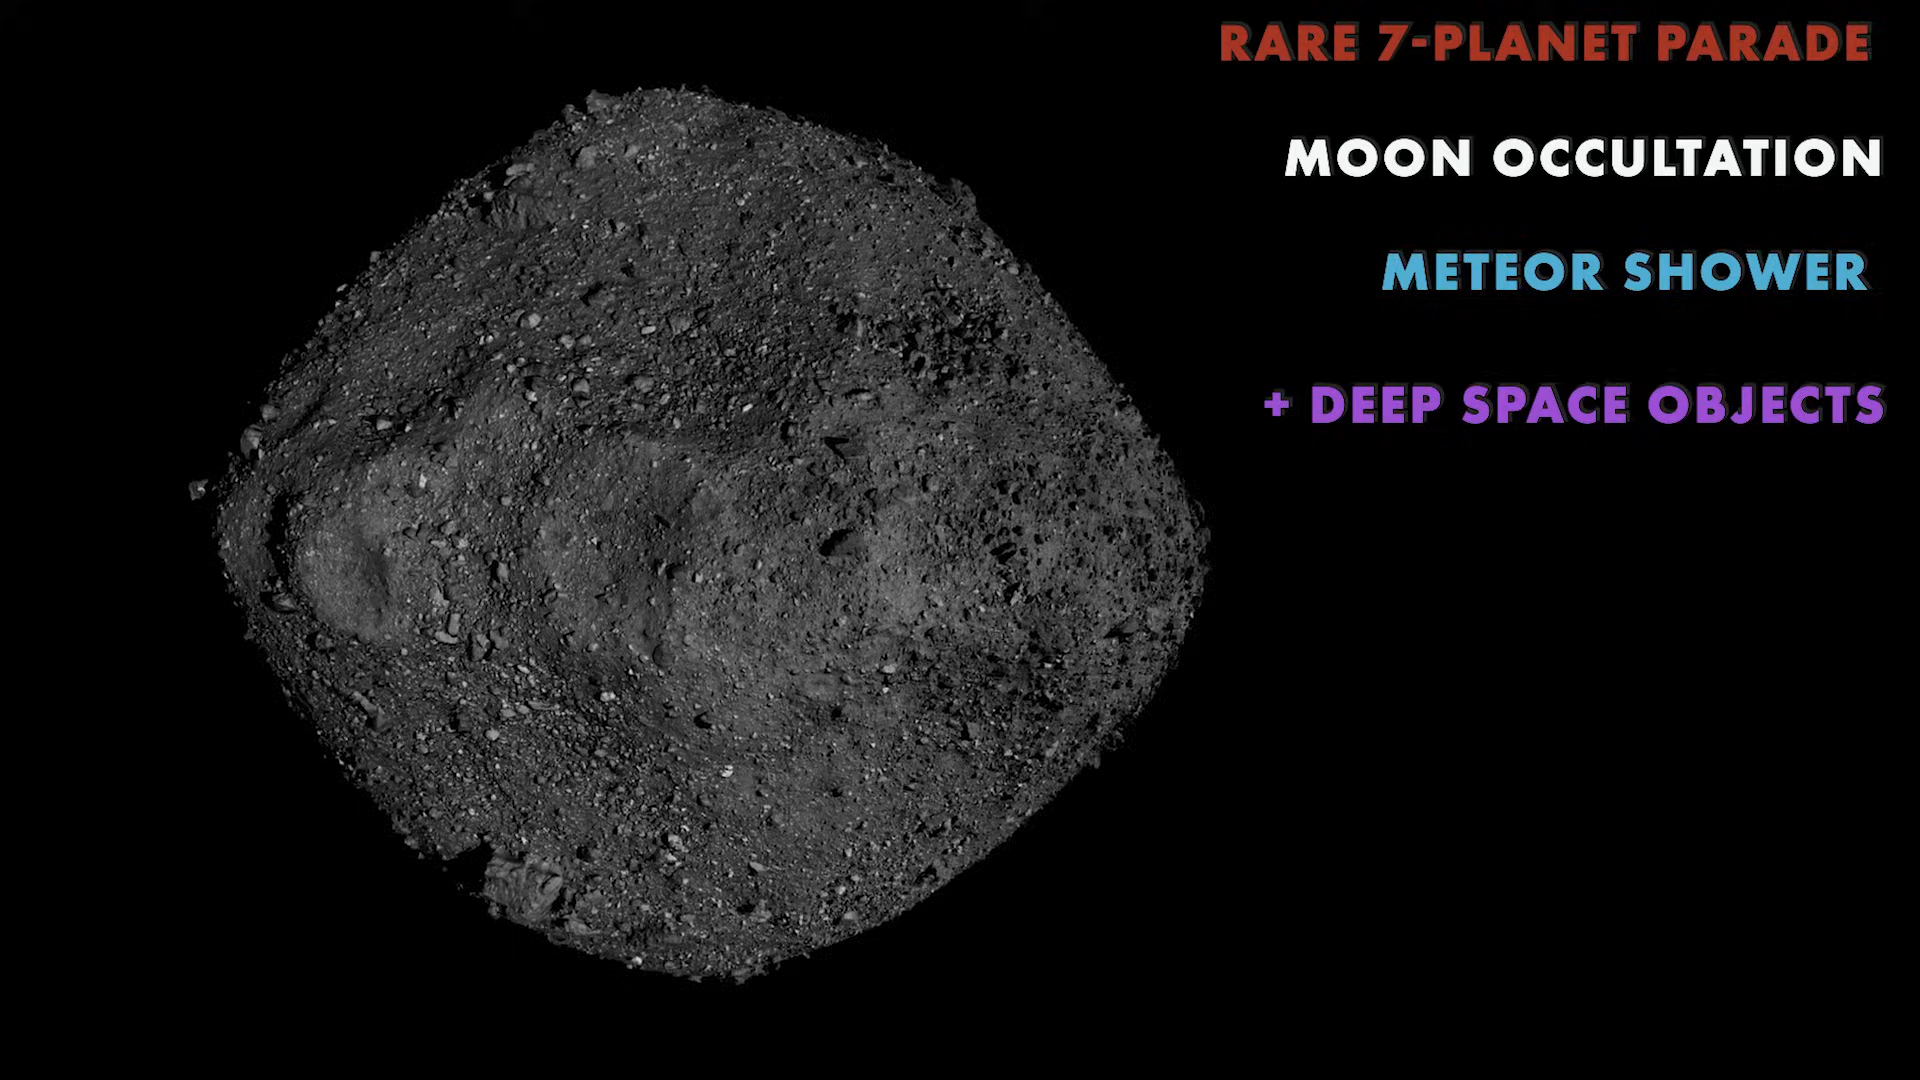 RARE 7-PLANET PARADE
MOON OCCULTATION
METEOR SHOWER
+ DEEP SPACE OBJECTS